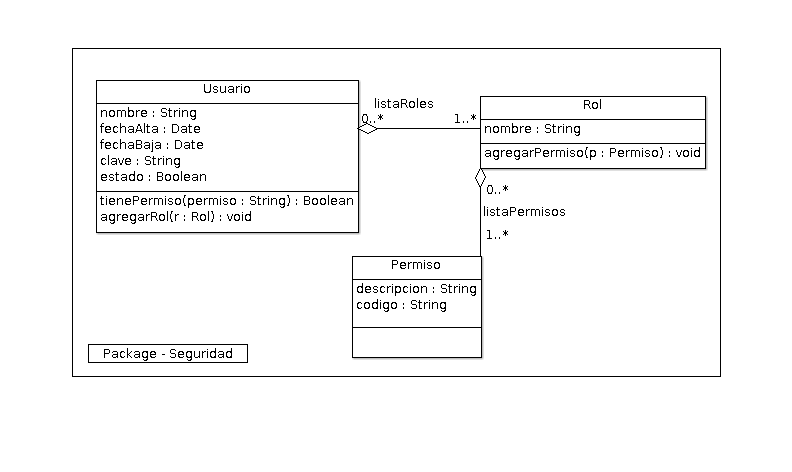 Usuario
nombre : String
fechaAlta : Date
fechaBaja : Date
clave : String
estado : Boolean
tienePermiso(permiso : String) : Boolean
agregarRol(r : Rol) : void
listaRoles
0..*
1..*
Rol
nombre : String
agregarPermiso(p : Permiso) : void
0..*
listaPermisos
1..*
Permiso
descripcion : String
codigo : String
Package - Seguridad